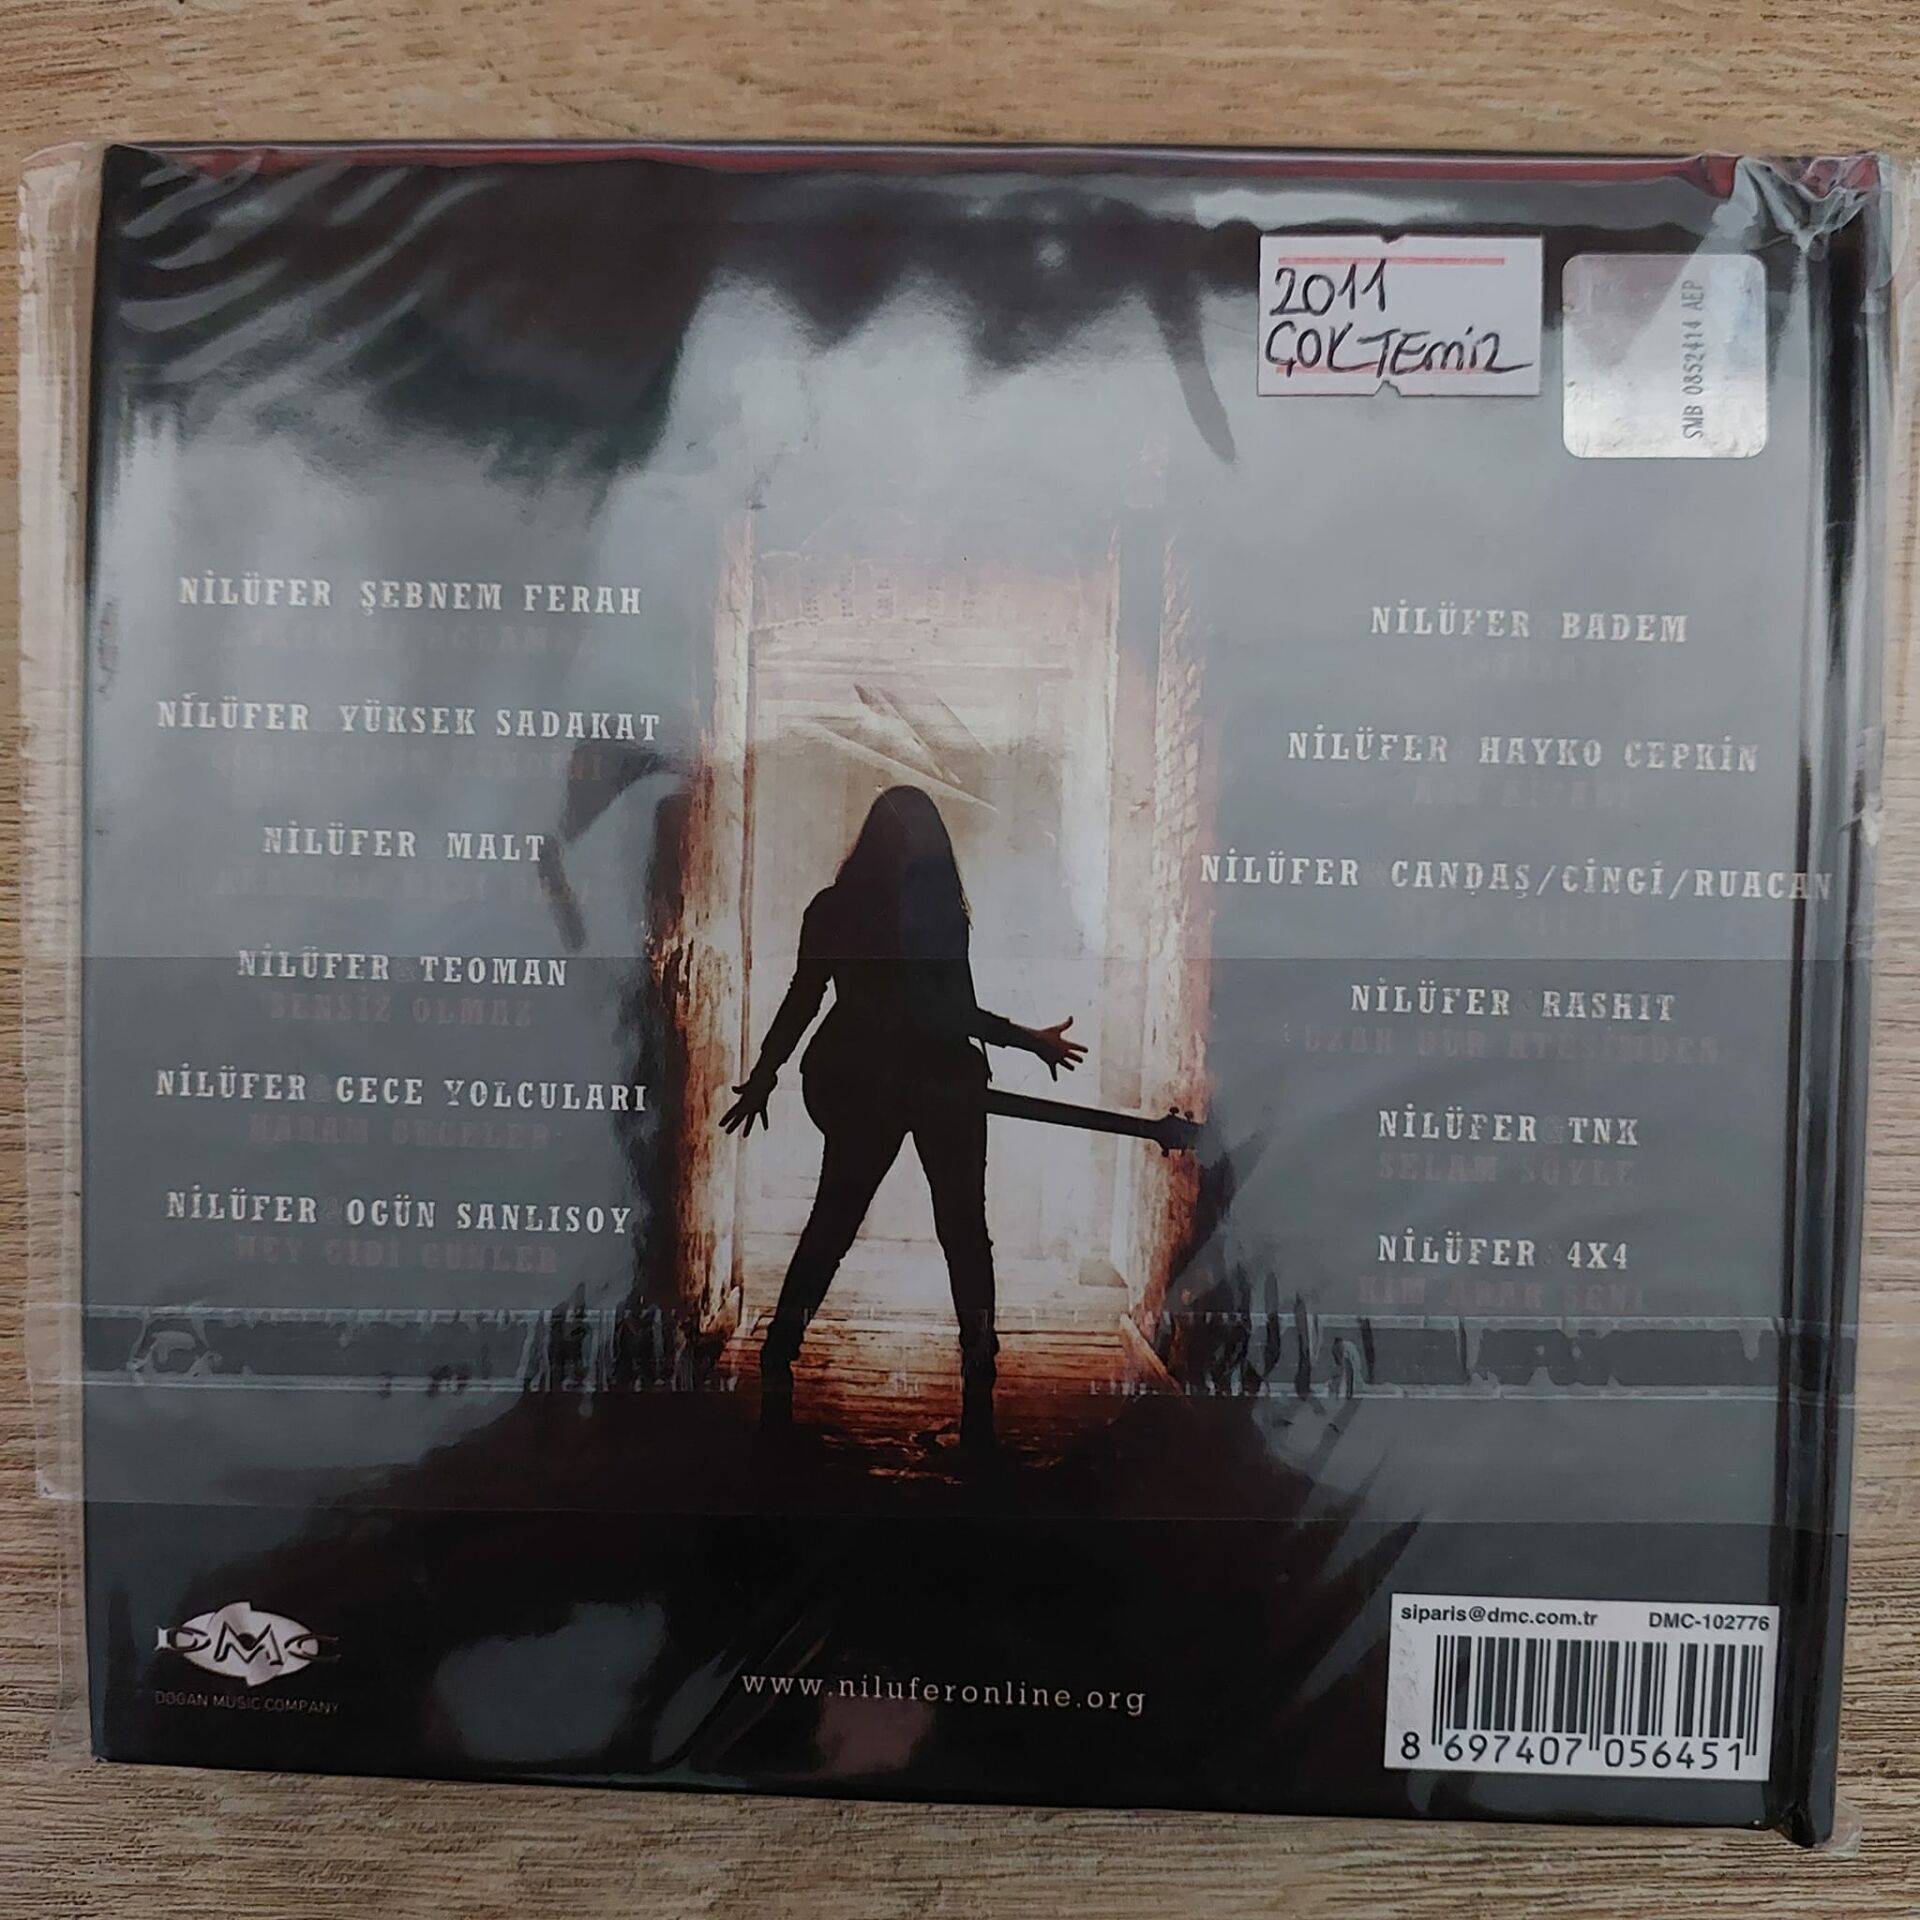 2011
ÇOK TEMİZ
SMB 0852414 AEP
NİLÜFER ŞEBNEM FERAH
NİLÜFER YÜKSEK SADAKAT
NİLÜFER MALT
NİLÜFER & TEOMAN
SENSİZ OLMAZ
NİLÜFER & GECE YOLCULARI
HARAM GECELER
NİLÜFER & OGÜN SANLISOY
HEY GİDİ GÜNLER
NİLÜFER BADEM
NİLÜFER HAYKO CEPKİN
NİLÜFER & CANDAŞ/CİNGİ/RUACAN
NİLÜFER & RASHIT
UZAK DUR ATEŞİMDEN
NİLÜFER & TNK
SELAM SÖYLE
NİLÜFER & 4X4
KİM ARAR SENİ
DMC
DOGAN MUSIC COMPANY
www.niluferonline.org
siparis@dmc.com.tr DMC-102776
8 697407 056451